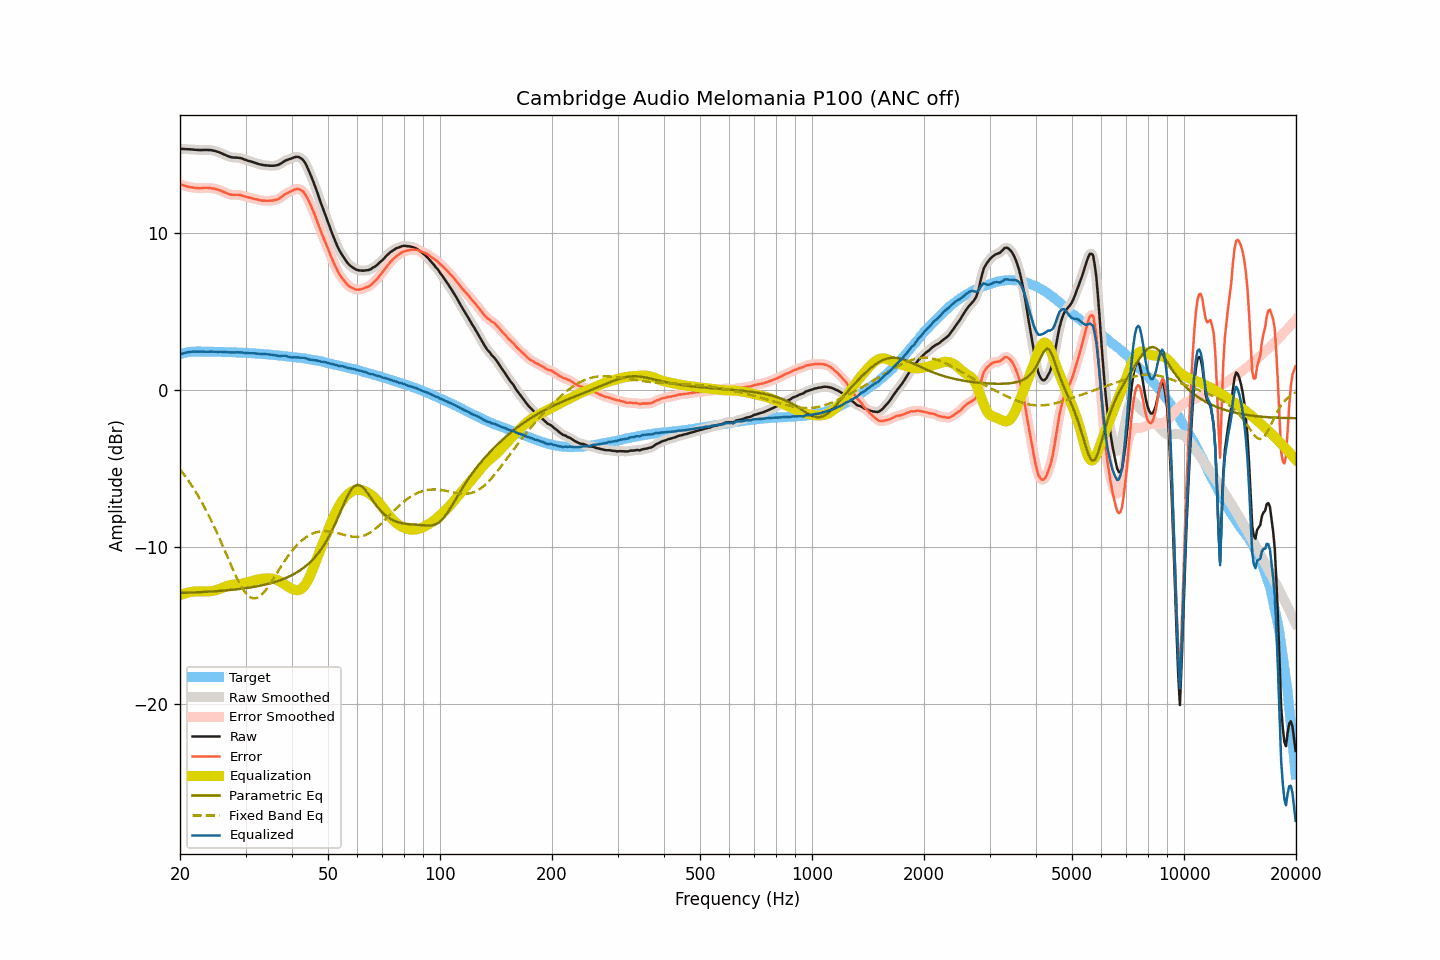 Cambridge Audio Melomania P100 (ANC off)
Amplitude (dBr)
10
0
−10
−20
Target
Raw Smoothed
Error Smoothed
Raw
Error
Equalization
Parametric Eq
Fixed Band Eq
Equalized
20 50 100 200 500 1000 2000 5000 10000 20000
Frequency (Hz)